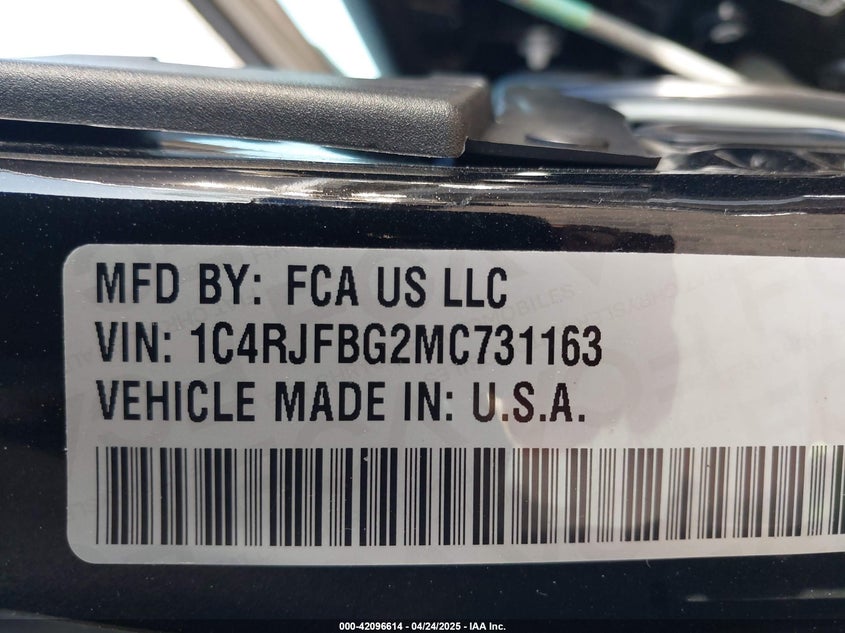 MFD BY: FCA US LLC
VIN: 1C4RJFBG2MC731163
VEHICLE MADE IN: U.S.A.
000-42096614 - 04/24/2025 - IAA Inc.